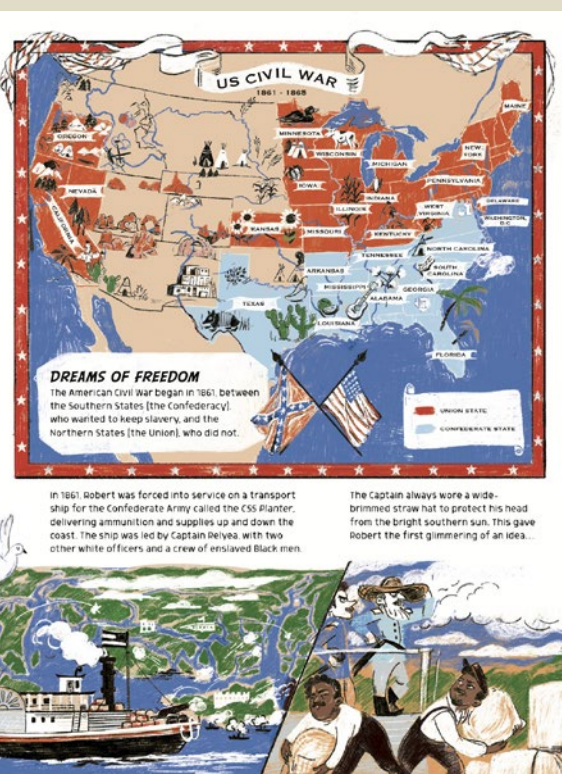 US CIVIL WAR
1861 - 1865
MAINE
OREGON
MINNESOTA
WISCONSIN
MICHIGAN
NEW
YORK
NEVADA
IOWA
PENNSYLVANIA
CALIFORNIA
ILLINOIS
INDIANA
WEST
VIRGINIA
DELAWARE
WASHINGTON,
D.C
KANSAS
MISSOURI
KENTUCKY
TENNESSEE
NORTH CAROLINA
ARKANSAS
SOUTH
CAROLINA
MISSISSIPPI
GEORGIA
ALABAMA
TEXAS
LOUISIANA
FLORIDA
DREAMS OF FREEDOM
The American Civil War began in 1861, between
the Southern States (the Confederacy),
who wanted to keep slavery, and the
Northern States (the Union), who did not.
UNION STATE
CONFEDERATE STATE
In 1861, Robert was forced into service on a transport
ship for the Confederate Army called the CSS Planter,
delivering ammunition and supplies up and down the
coast. The ship was led by Captain Relyea, with two
other white officers and a crew of enslaved Black men.
The Captain always wore a wide-
brimmed straw hat to protect his head
from the bright southern sun. This gave
Robert the first glimmering of an idea...